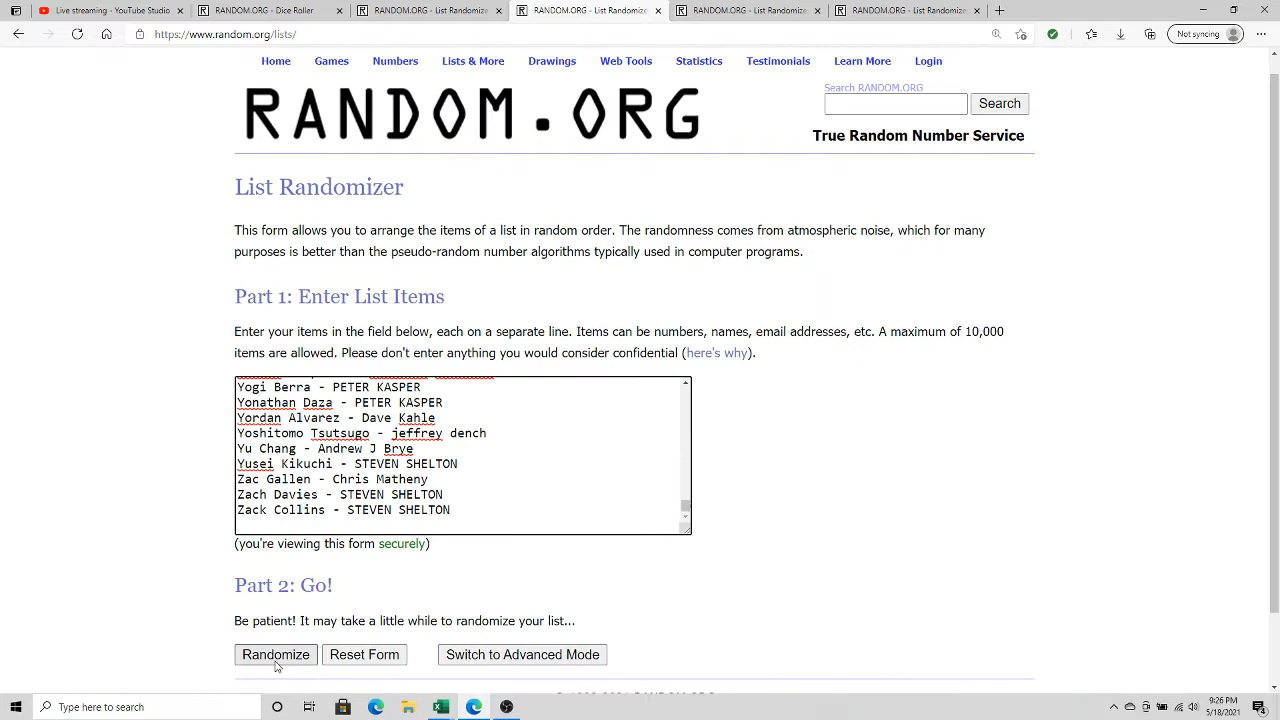 Live streaming - YouTube Studio
RANDOM.ORG - Dice Roller
RANDOM.ORG - List Randomizer
RANDOM.ORG - List Randomize
RANDOM.ORG - List Randomizer
RANDOM.ORG - List Randomizer
https://www.random.org/lists/
Not syncing
Home Games Numbers Lists & More Drawings Web Tools Statistics Testimonials Learn More Login
RANDOM.ORG
Search RANDOM.ORG
Search
True Random Number Service
List Randomizer
This form allows you to arrange the items of a list in random order. The randomness comes from atmospheric noise, which for many
purposes is better than the pseudo-random number algorithms typically used in computer programs.
Part 1: Enter List Items
Enter your items in the field below, each on a separate line. Items can be numbers, names, email addresses, etc. A maximum of 10,000
items are allowed. Please don't enter anything you would consider confidential (here's why).
Yogi Berra - PETER KASPER
Yonathan Daza - PETER KASPER
Yordan Alvarez - Dave Kahle
Yoshitomo Tsutsugo - jeffrey dench
Yu Chang - Andrew J Brye
Yusei Kikuchi - STEVEN SHELTON
Zac Gallen - Chris Matheny
Zach Davies - STEVEN SHELTON
Zack Collins - STEVEN SHELTON
(you're viewing this form securely)
Part 2: Go!
Be patient! It may take a little while to randomize your list...
Randomize Reset Form Switch to Advanced Mode
Type here to search
9:26 PM
5/18/2021